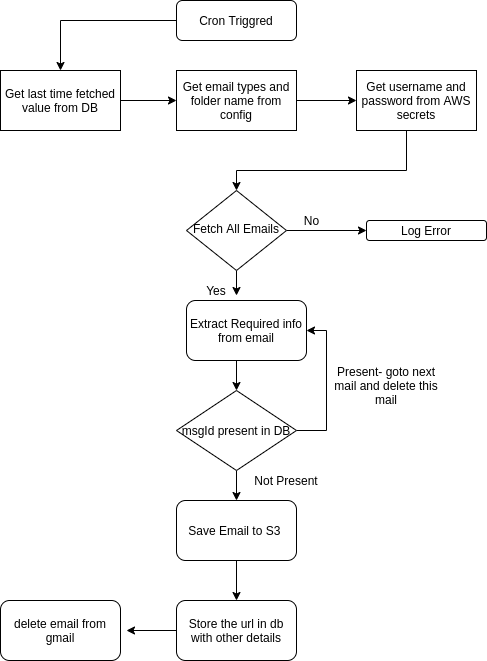 Cron Triggred
Get last time fetched
value from DB
Get email types and
folder name from
config
Get username and
password from AWS
secrets
Fetch All Emails
No
Log Error
Yes
Extract Required info
from email
Present- goto next
mail and delete this
mail
msgId present in DB
Not Present
Save Email to S3
delete email from
gmail
Store the url in db
with other details